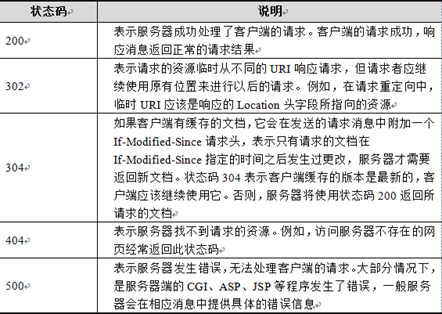 状态码 说明
200
表示服务器成功处理了客户端的请求。客户端的请求成功，响
应消息返回正常的请求结果
302
表示请求的资源临时从不同的 URI 响应请求，但请求者应继
续使用原有位置来进行以后的请求。例如，在请求重定向中，
临时 URI 应该是响应的 Location 头字段所指向的资源
304
如果客户端有缓存的文档，它会在发送的请求消息中附加一个
If-Modified-Since 请求头，表示只有请求的文档在
If-Modified-Since 指定的时间之后发生过更改，服务器才需要
返回新文档。状态码 304 表示客户端缓存的版本是最新的，客
户端应该继续使用它。否则，服务器将使用状态码 200 返回所
请求的文档
404
表示服务器找不到请求的资源。例如，访问服务器不存在的网
页经常返回此状态码
500
表示服务器发生错误，无法处理客户端的请求。大部分情况下，
是服务器端的 CGI、ASP、JSP 等程序发生了错误，一般服务
器会在相应消息中提供具体的错误信息